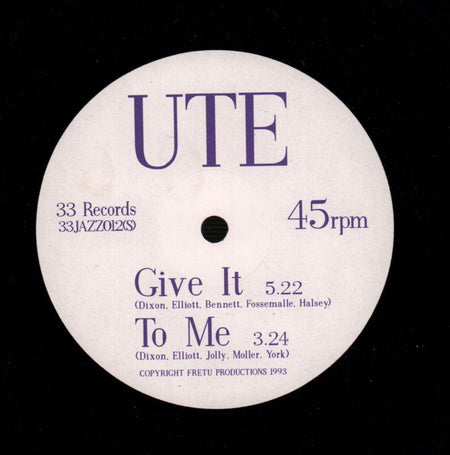 UTE
33 Records
33JAZZ012(S)
45rpm
Give It 5.22
(Dixon, Elliott, Bennett, Fossemalle, Halsey)
To Me 3.24
(Dixon, Elliott, Jolly, Moller, York)
COPYRIGHT FRETU PRODUCTIONS 1993